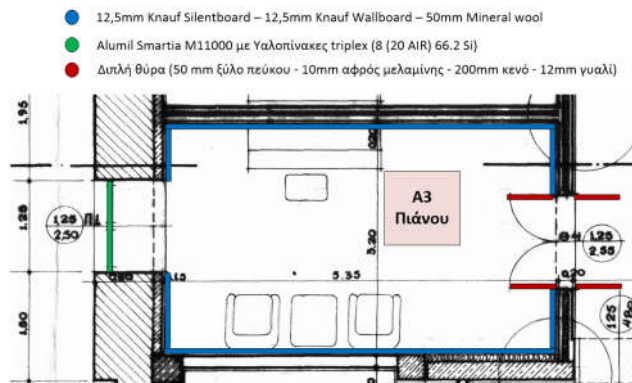 12,5mm Knauf Silentboard – 12,5mm Knauf Wallboard – 50mm Mineral wool
Alumil Smartia M11000 με Υαλοπίνακες triplex (8 (20 AIR) 66.2 Si)
Διπλή θύρα (50 mm ξύλο πεύκου - 10mm αφρός μελαμίνης - 200mm κενό - 12mm γυαλί)
1,95
1,25
1,80
1,25
2,50
Π1
.15
5.35
3.20
A3
Πιάνου
1.25
2.55
.20
125